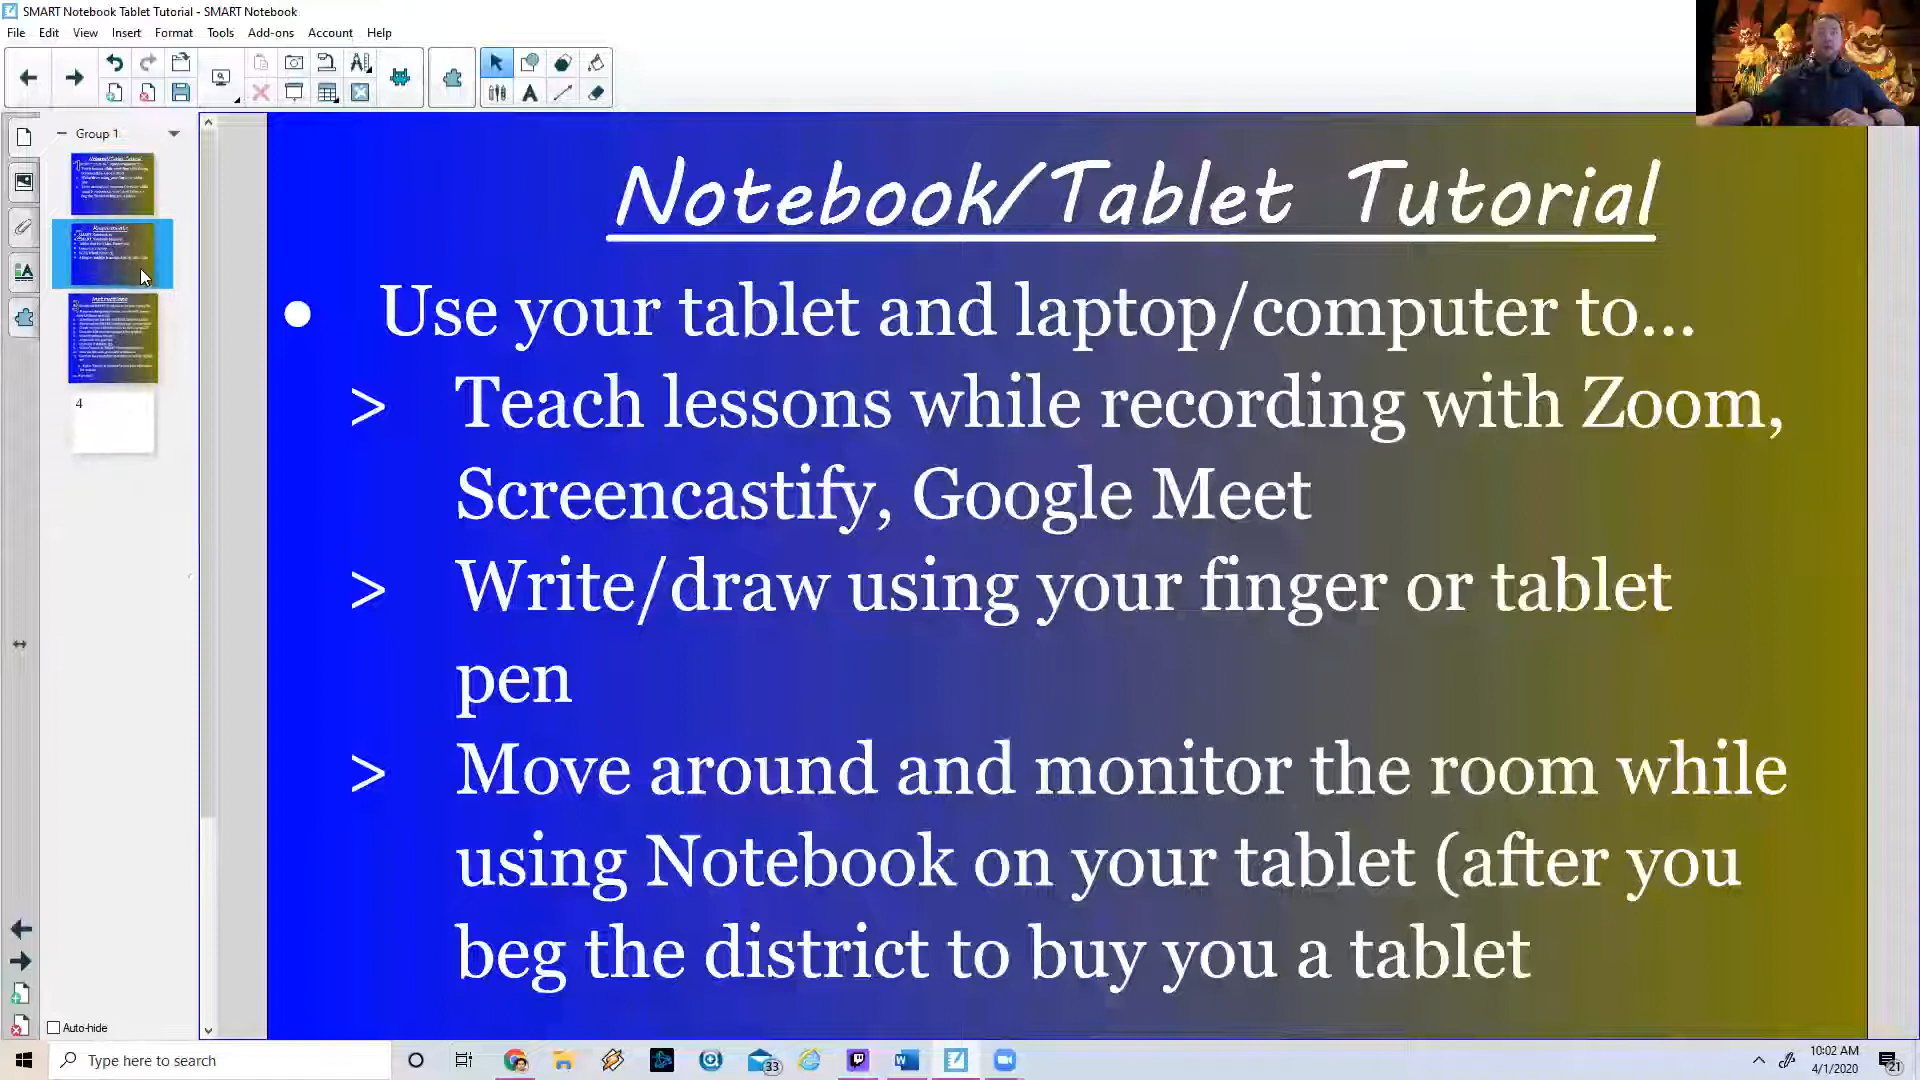 SMART Notebook Tablet Tutorial - SMART Notebook
File Edit View Insert Format Tools Add-ons Account Help
Group 1
Notebook/Tablet Tutorial
● Use your tablet and laptop/computer to...
> Teach lessons while recording with Zoom,
Screencastify, Google Meet
> Write/draw using your finger or tablet
pen
> Move around and monitor the room while
using Notebook on your tablet (after you
beg the district to buy you a tablet
Requirements
Instructions
4
Auto-hide
Type here to search
33
10:02 AM
4/1/2020
21